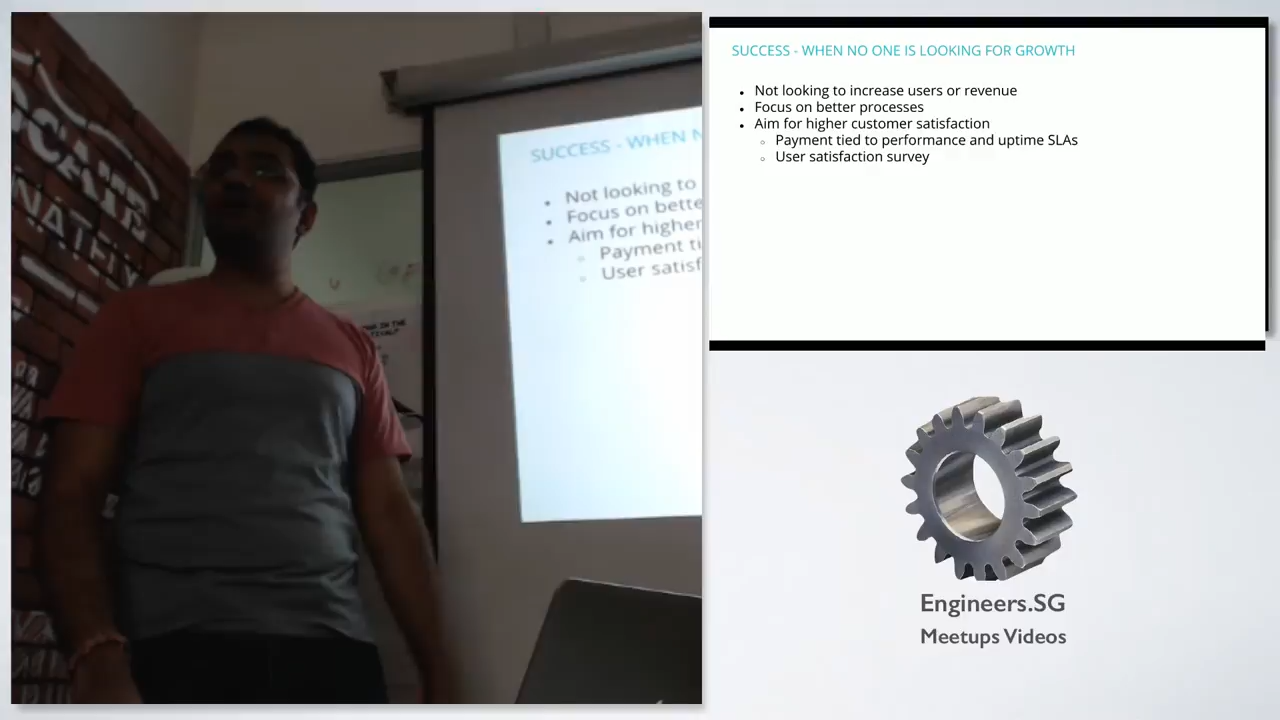 SCALE
SUCCESS - WHEN N
Not looking to
Focus on bette
Aim for higher
Payment ti
User satisf
SUCCESS - WHEN NO ONE IS LOOKING FOR GROWTH
Not looking to increase users or revenue
Focus on better processes
Aim for higher customer satisfaction
Payment tied to performance and uptime SLAs
User satisfaction survey
Engineers.SG
Meetups Videos